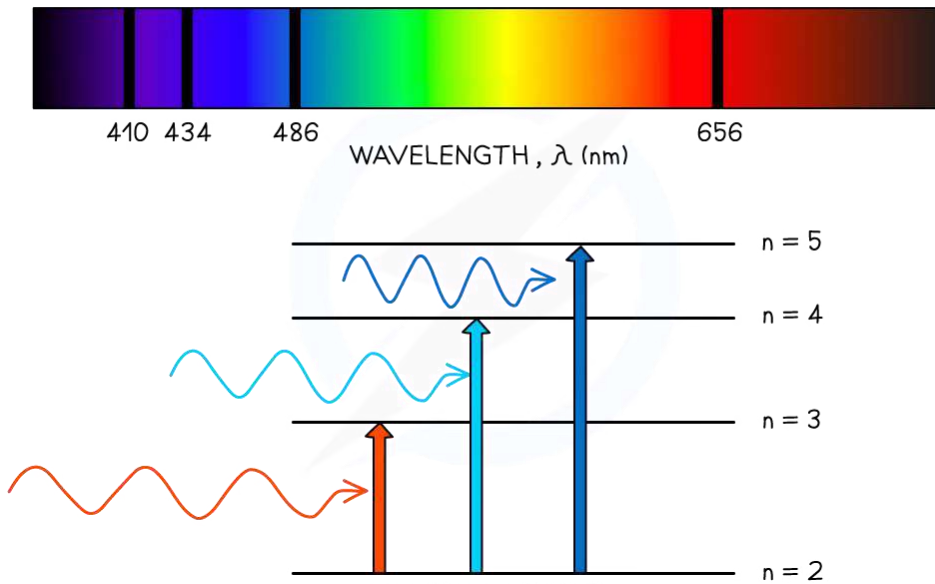 410 434 486 656
WAVELENGTH, λ (nm)
n = 5
n = 4
n = 3
n = 2